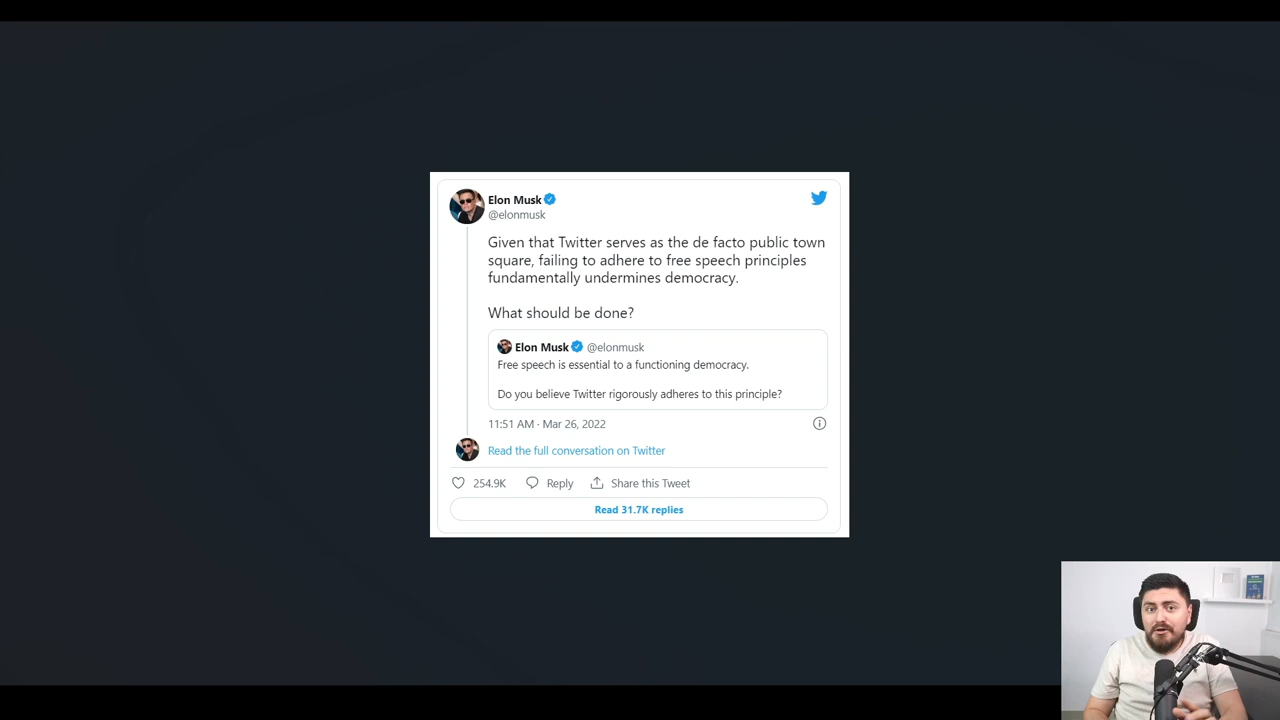 Elon Musk
@elonmusk
Given that Twitter serves as the de facto public town
square, failing to adhere to free speech principles
fundamentally undermines democracy.
What should be done?
Elon Musk @elonmusk
Free speech is essential to a functioning democracy.
Do you believe Twitter rigorously adheres to this principle?
11:51 AM · Mar 26, 2022
Read the full conversation on Twitter
254.9K Reply Share this Tweet
Read 31.7K replies